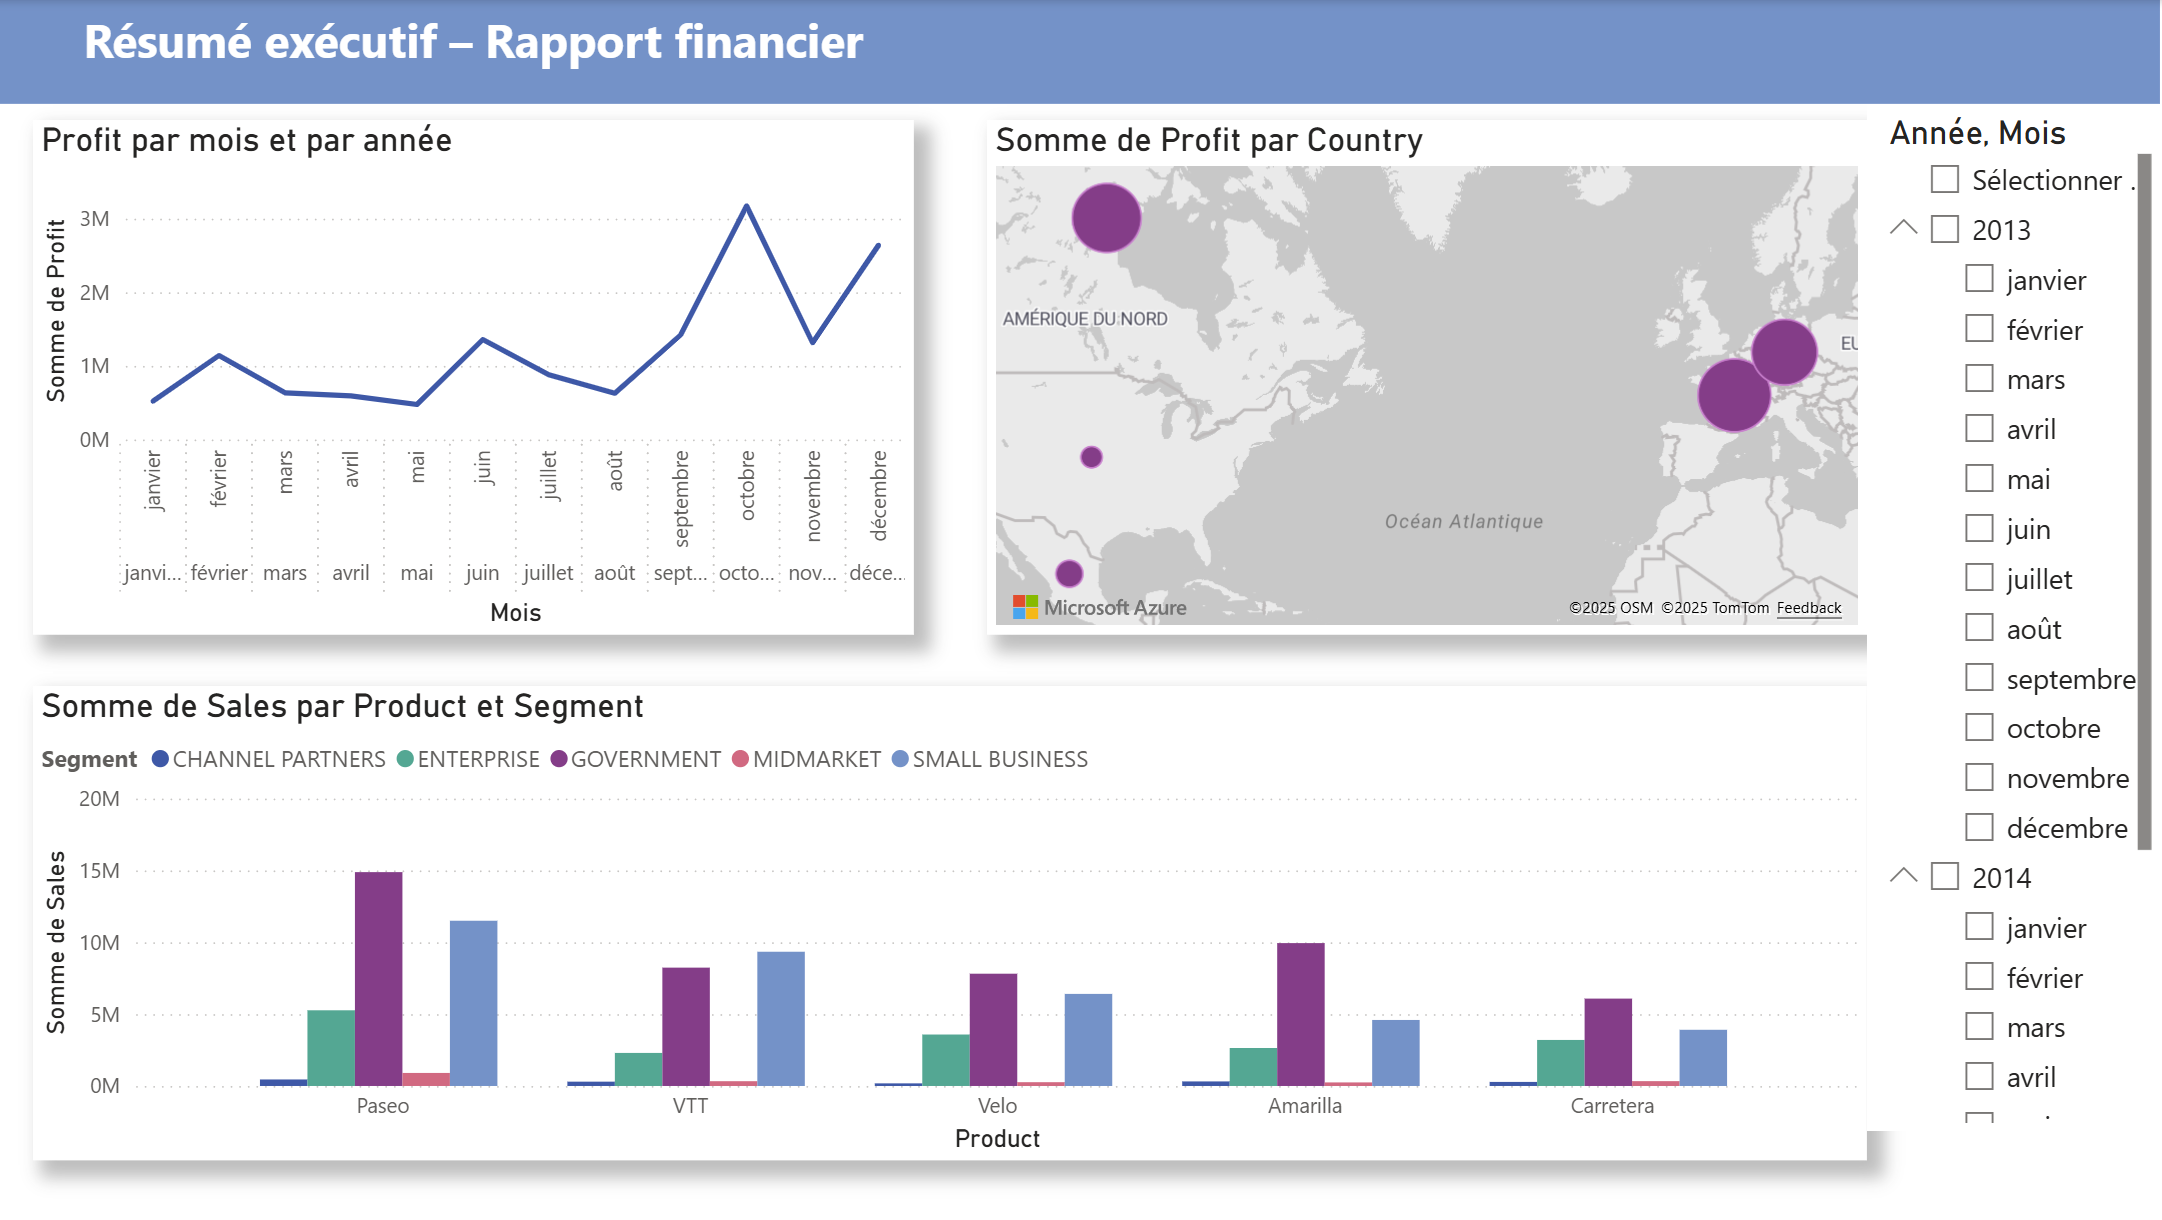 Résumé exécutif – Rapport financier
Profit par mois et par année
Somme de Profit
3M
2M
1M
0M
janvier
février
mars
avril
mai
juin
juillet
août
septembre
octobre
novembre
décembre
janvi... février mars avril mai juin juillet août sept... octo... nov... déce...
Mois
Somme de Profit par Country
AMÉRIQUE DU NORD
EU
Océan Atlantique
Microsoft Azure
©2025 OSM ©2025 TomTom Feedback
Somme de Sales par Product et Segment
Segment CHANNEL PARTNERS ENTERPRISE GOVERNMENT MIDMARKET SMALL BUSINESS
Somme de Sales
20M
15M
10M
5M
0M
Paseo VTT Velo Amarilla Carretera
Product
Année, Mois
Sélectionner .
2013
janvier
février
mars
avril
mai
juin
juillet
août
septembre
octobre
novembre
décembre
2014
janvier
février
mars
avril